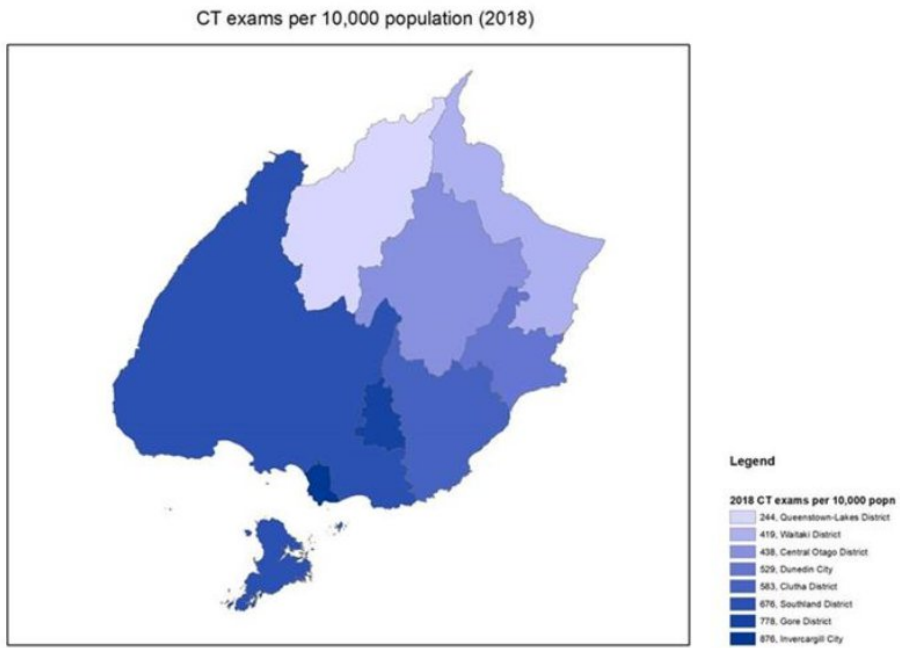 CT exams per 10,000 population (2018)
Legend
2018 CT exams per 10,000 popn
244, Queenstown-Lakes District
419, Waitaki District
438, Central Otago District
529, Dunedin City
583, Clutha District
676, Southland District
778, Gore District
876, Invercargill City